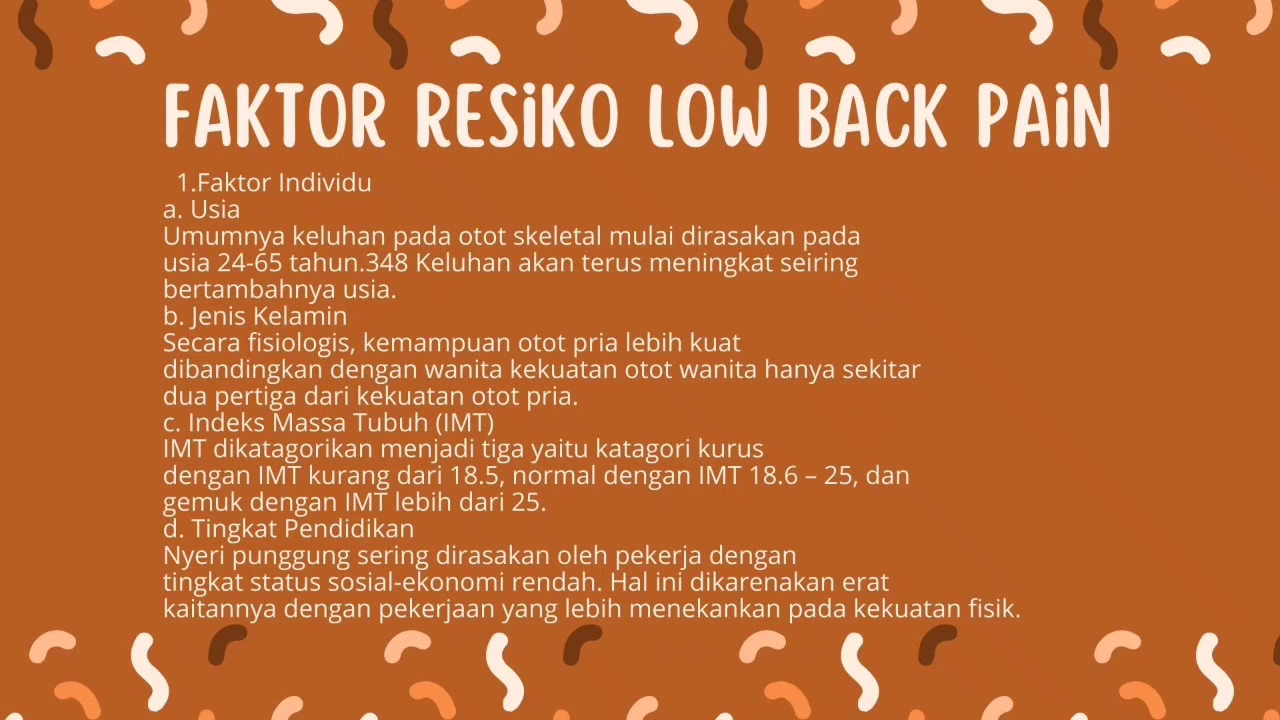 FAKTOR RESIKO LOW BACK PAIN
1.Faktor Individu
a. Usia
Umumnya keluhan pada otot skeletal mulai dirasakan pada
usia 24-65 tahun.348 Keluhan akan terus meningkat seiring
bertambahnya usia.
b. Jenis Kelamin
Secara fisiologis, kemampuan otot pria lebih kuat
dibandingkan dengan wanita kekuatan otot wanita hanya sekitar
dua pertiga dari kekuatan otot pria.
c. Indeks Massa Tubuh (IMT)
IMT dikatagorikan menjadi tiga yaitu katagori kurus
dengan IMT kurang dari 18.5, normal dengan IMT 18.6 – 25, dan
gemuk dengan IMT lebih dari 25.
d. Tingkat Pendidikan
Nyeri punggung sering dirasakan oleh pekerja dengan
tingkat status sosial-ekonomi rendah. Hal ini dikarenakan erat
kaitannya dengan pekerjaan yang lebih menekankan pada kekuatan fisik.